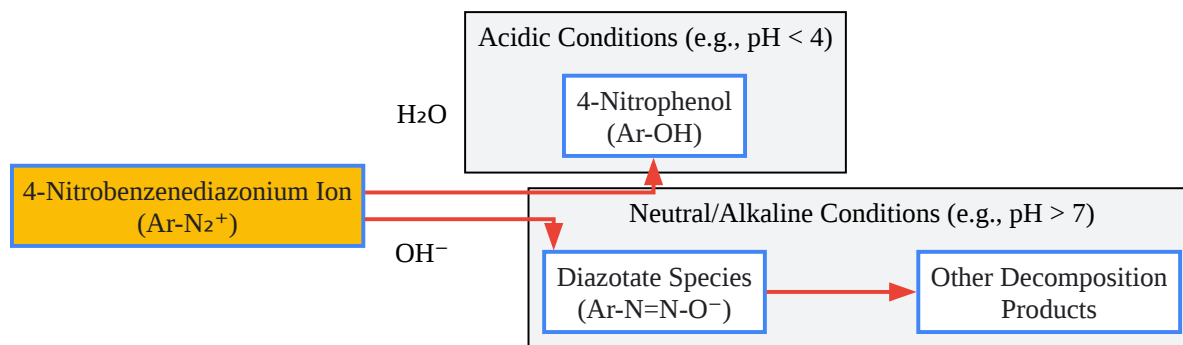 Acidic Conditions (e.g., pH < 4)
4-Nitrophenol
(Ar-OH)
H₂O
4-Nitrobenzenediazonium Ion
(Ar-N₂⁺)
OH⁻
Neutral/Alkaline Conditions (e.g., pH > 7)
Diazotate Species
(Ar-N=N-O⁻)
Other Decomposition
Products